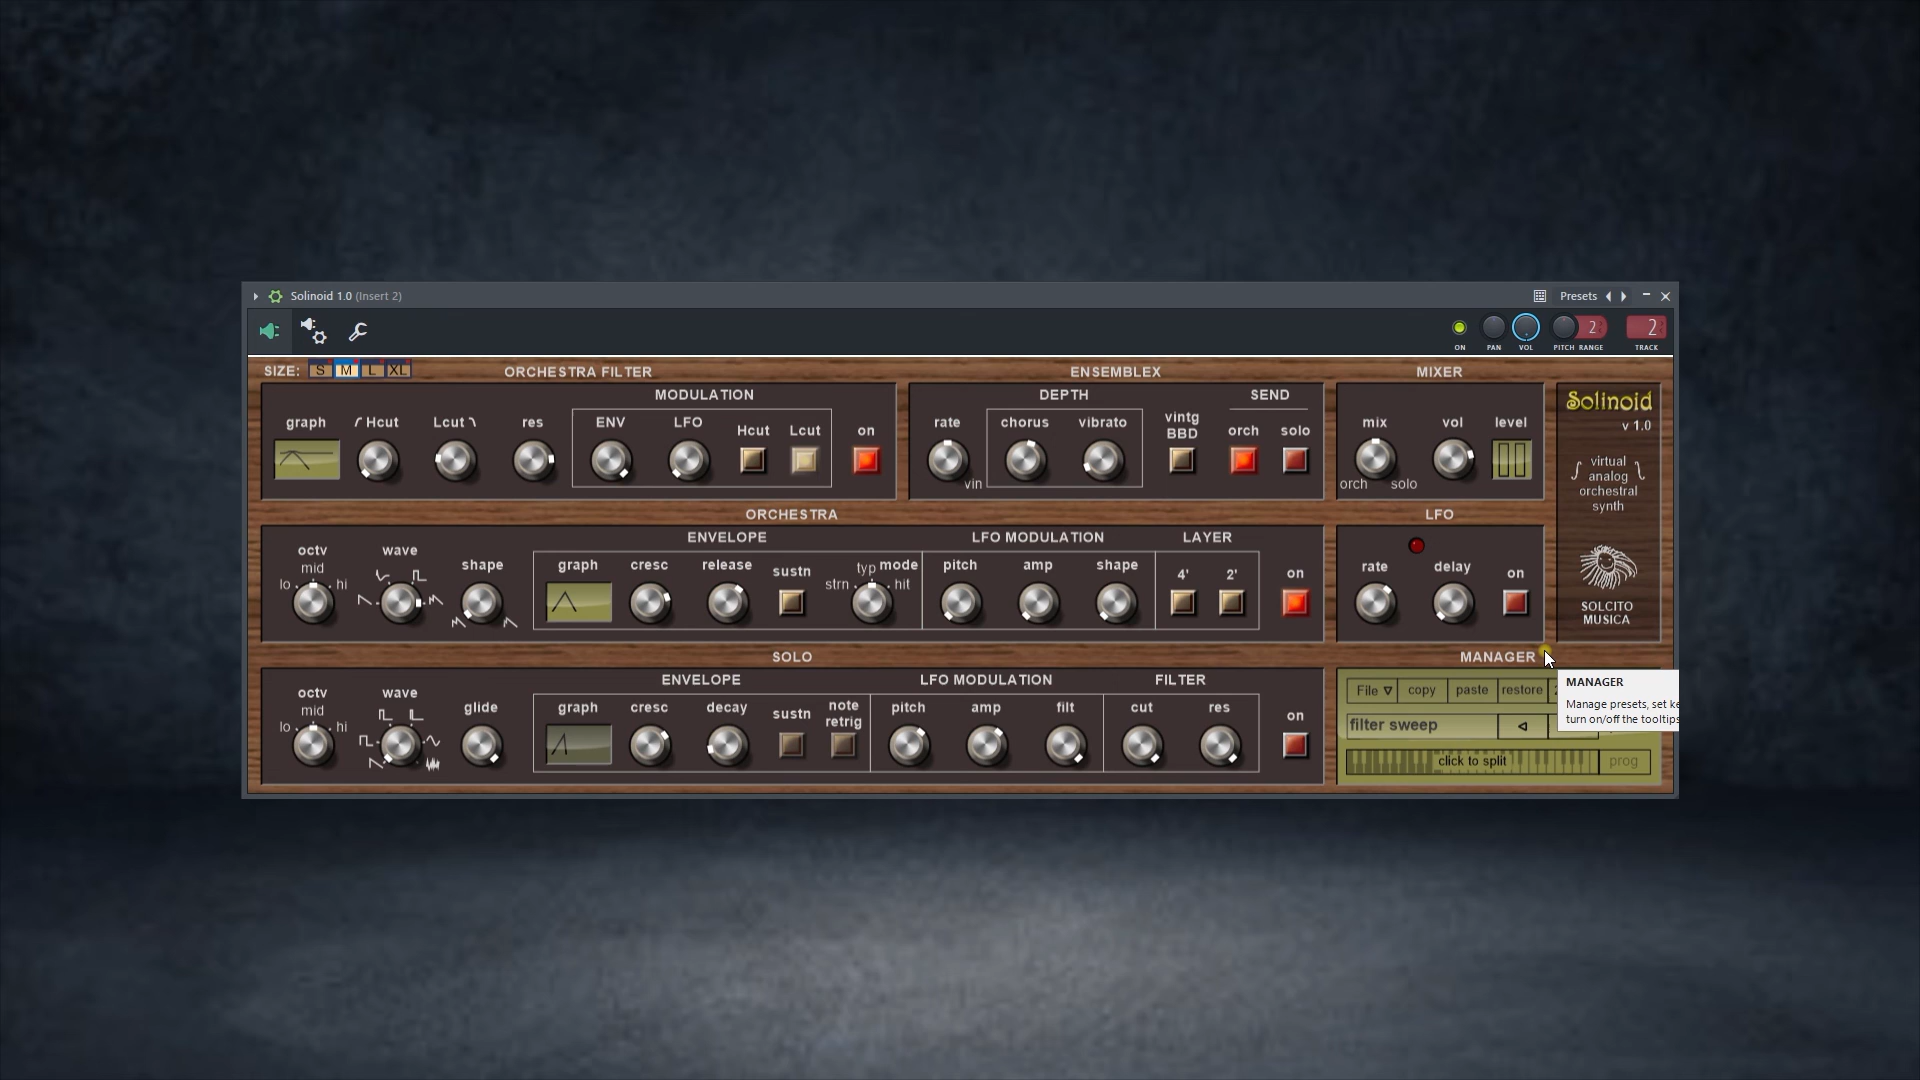 Solinoid 1.0 (Insert 2)
Presets
2
2
ON PAN VOL PITCH RANGE TRACK
SIZE: S M L XL
ORCHESTRA FILTER
MODULATION
graph Hcut Lcut res ENV LFO Hcut Lcut on
ENSEMBLEX
DEPTH
SEND
rate chorus vibrato vintg BBD orch solo
vin
MIXER
mix vol level
orch solo
Solinoid
v 1.0
virtual
analog
orchestral
synth
SOLCITO
MUSICA
ORCHESTRA
ENVELOPE
LFO MODULATION
LAYER
octv wave shape graph cresc release sustn typ mode pitch amp shape 4' 2' on
mid
lo hi strn hit
LFO
rate delay on
SOLO
ENVELOPE
LFO MODULATION
FILTER
octv wave glide graph cresc decay sustn note retrig pitch amp filt cut res on
mid
lo hi
MANAGER
File copy paste restore
filter sweep
click to split prog
MANAGER
Manage presets, set
turn on/off the tooltips